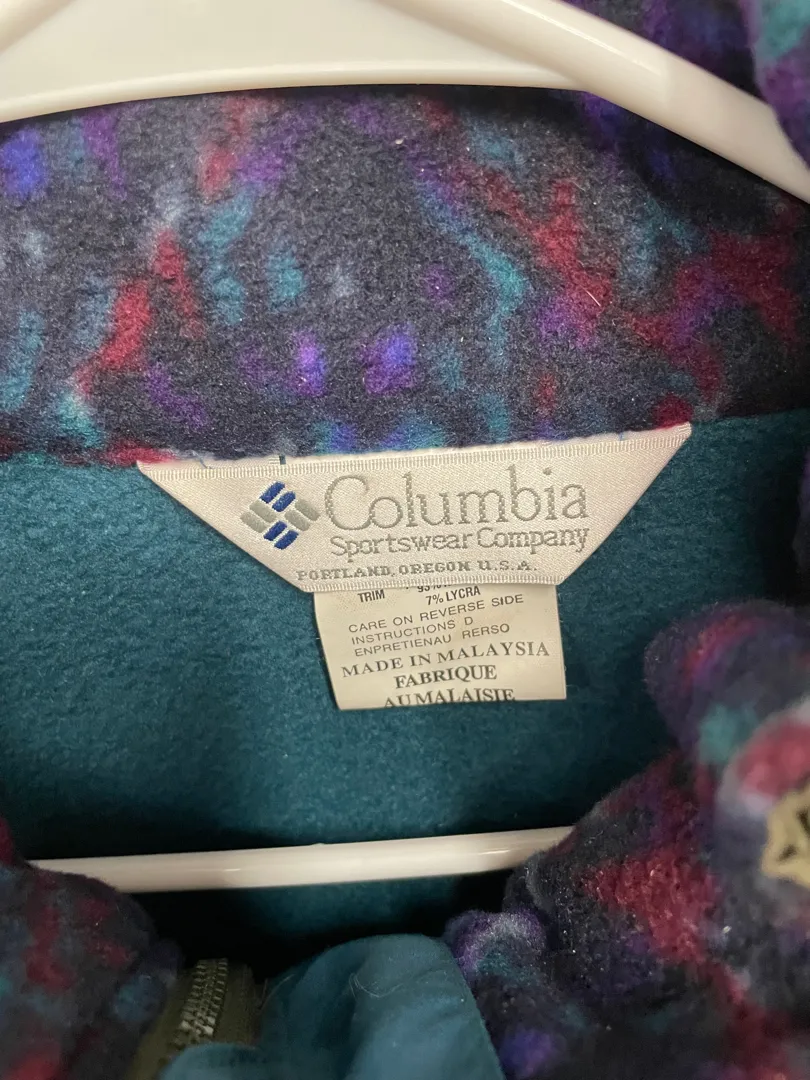 Columbia
Sportswear Company
PORTLAND, OREGON U.S.A.
TRIM 93%
7% LYCRA
CARE ON REVERSE SIDE
INSTRUCTIONS D
ENPRETIENAU RERSO
MADE IN MALAYSIA
FABRIQUE
AU MALAISIE